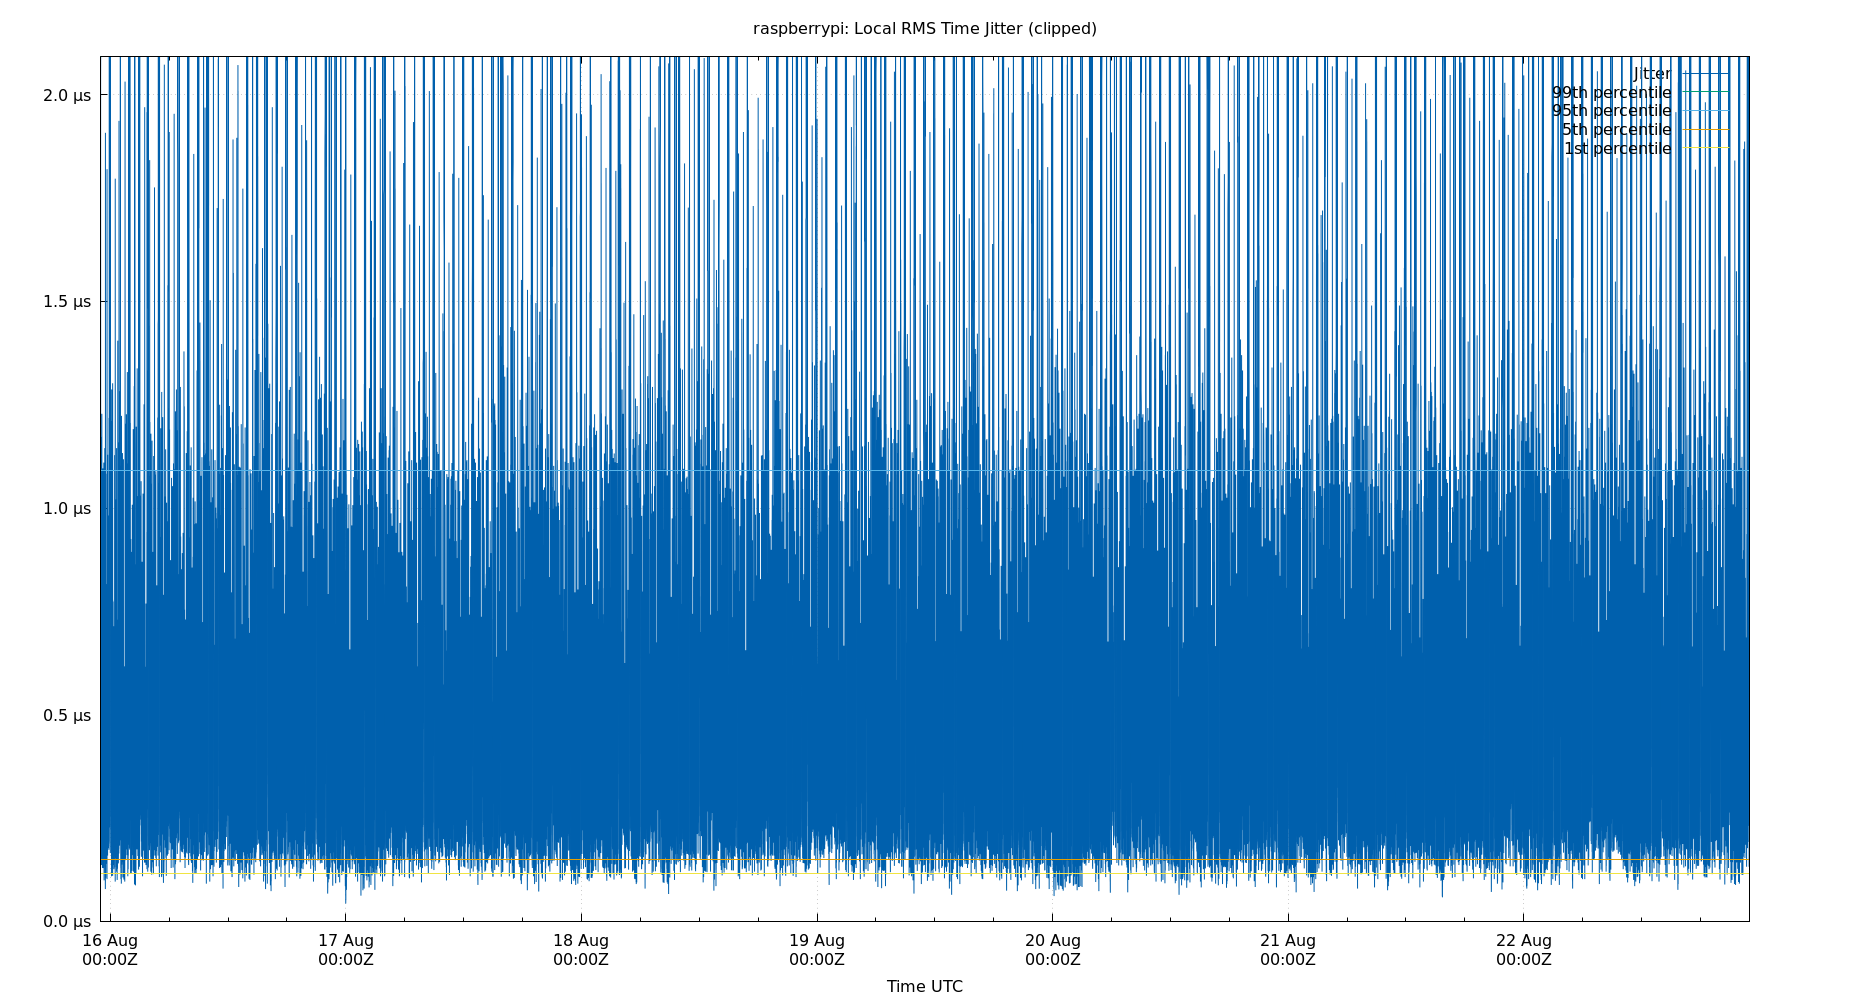 raspberrypi: Local RMS Time Jitter (clipped)
Jitter
99th percentile
95th percentile
5th percentile
1st percentile
2.0 µs
1.5 µs
1.0 µs
0.5 µs
0.0 µs
16 Aug 17 Aug 18 Aug 19 Aug 20 Aug 21 Aug 22 Aug
00:00Z 00:00Z 00:00Z 00:00Z 00:00Z 00:00Z 00:00Z
Time UTC